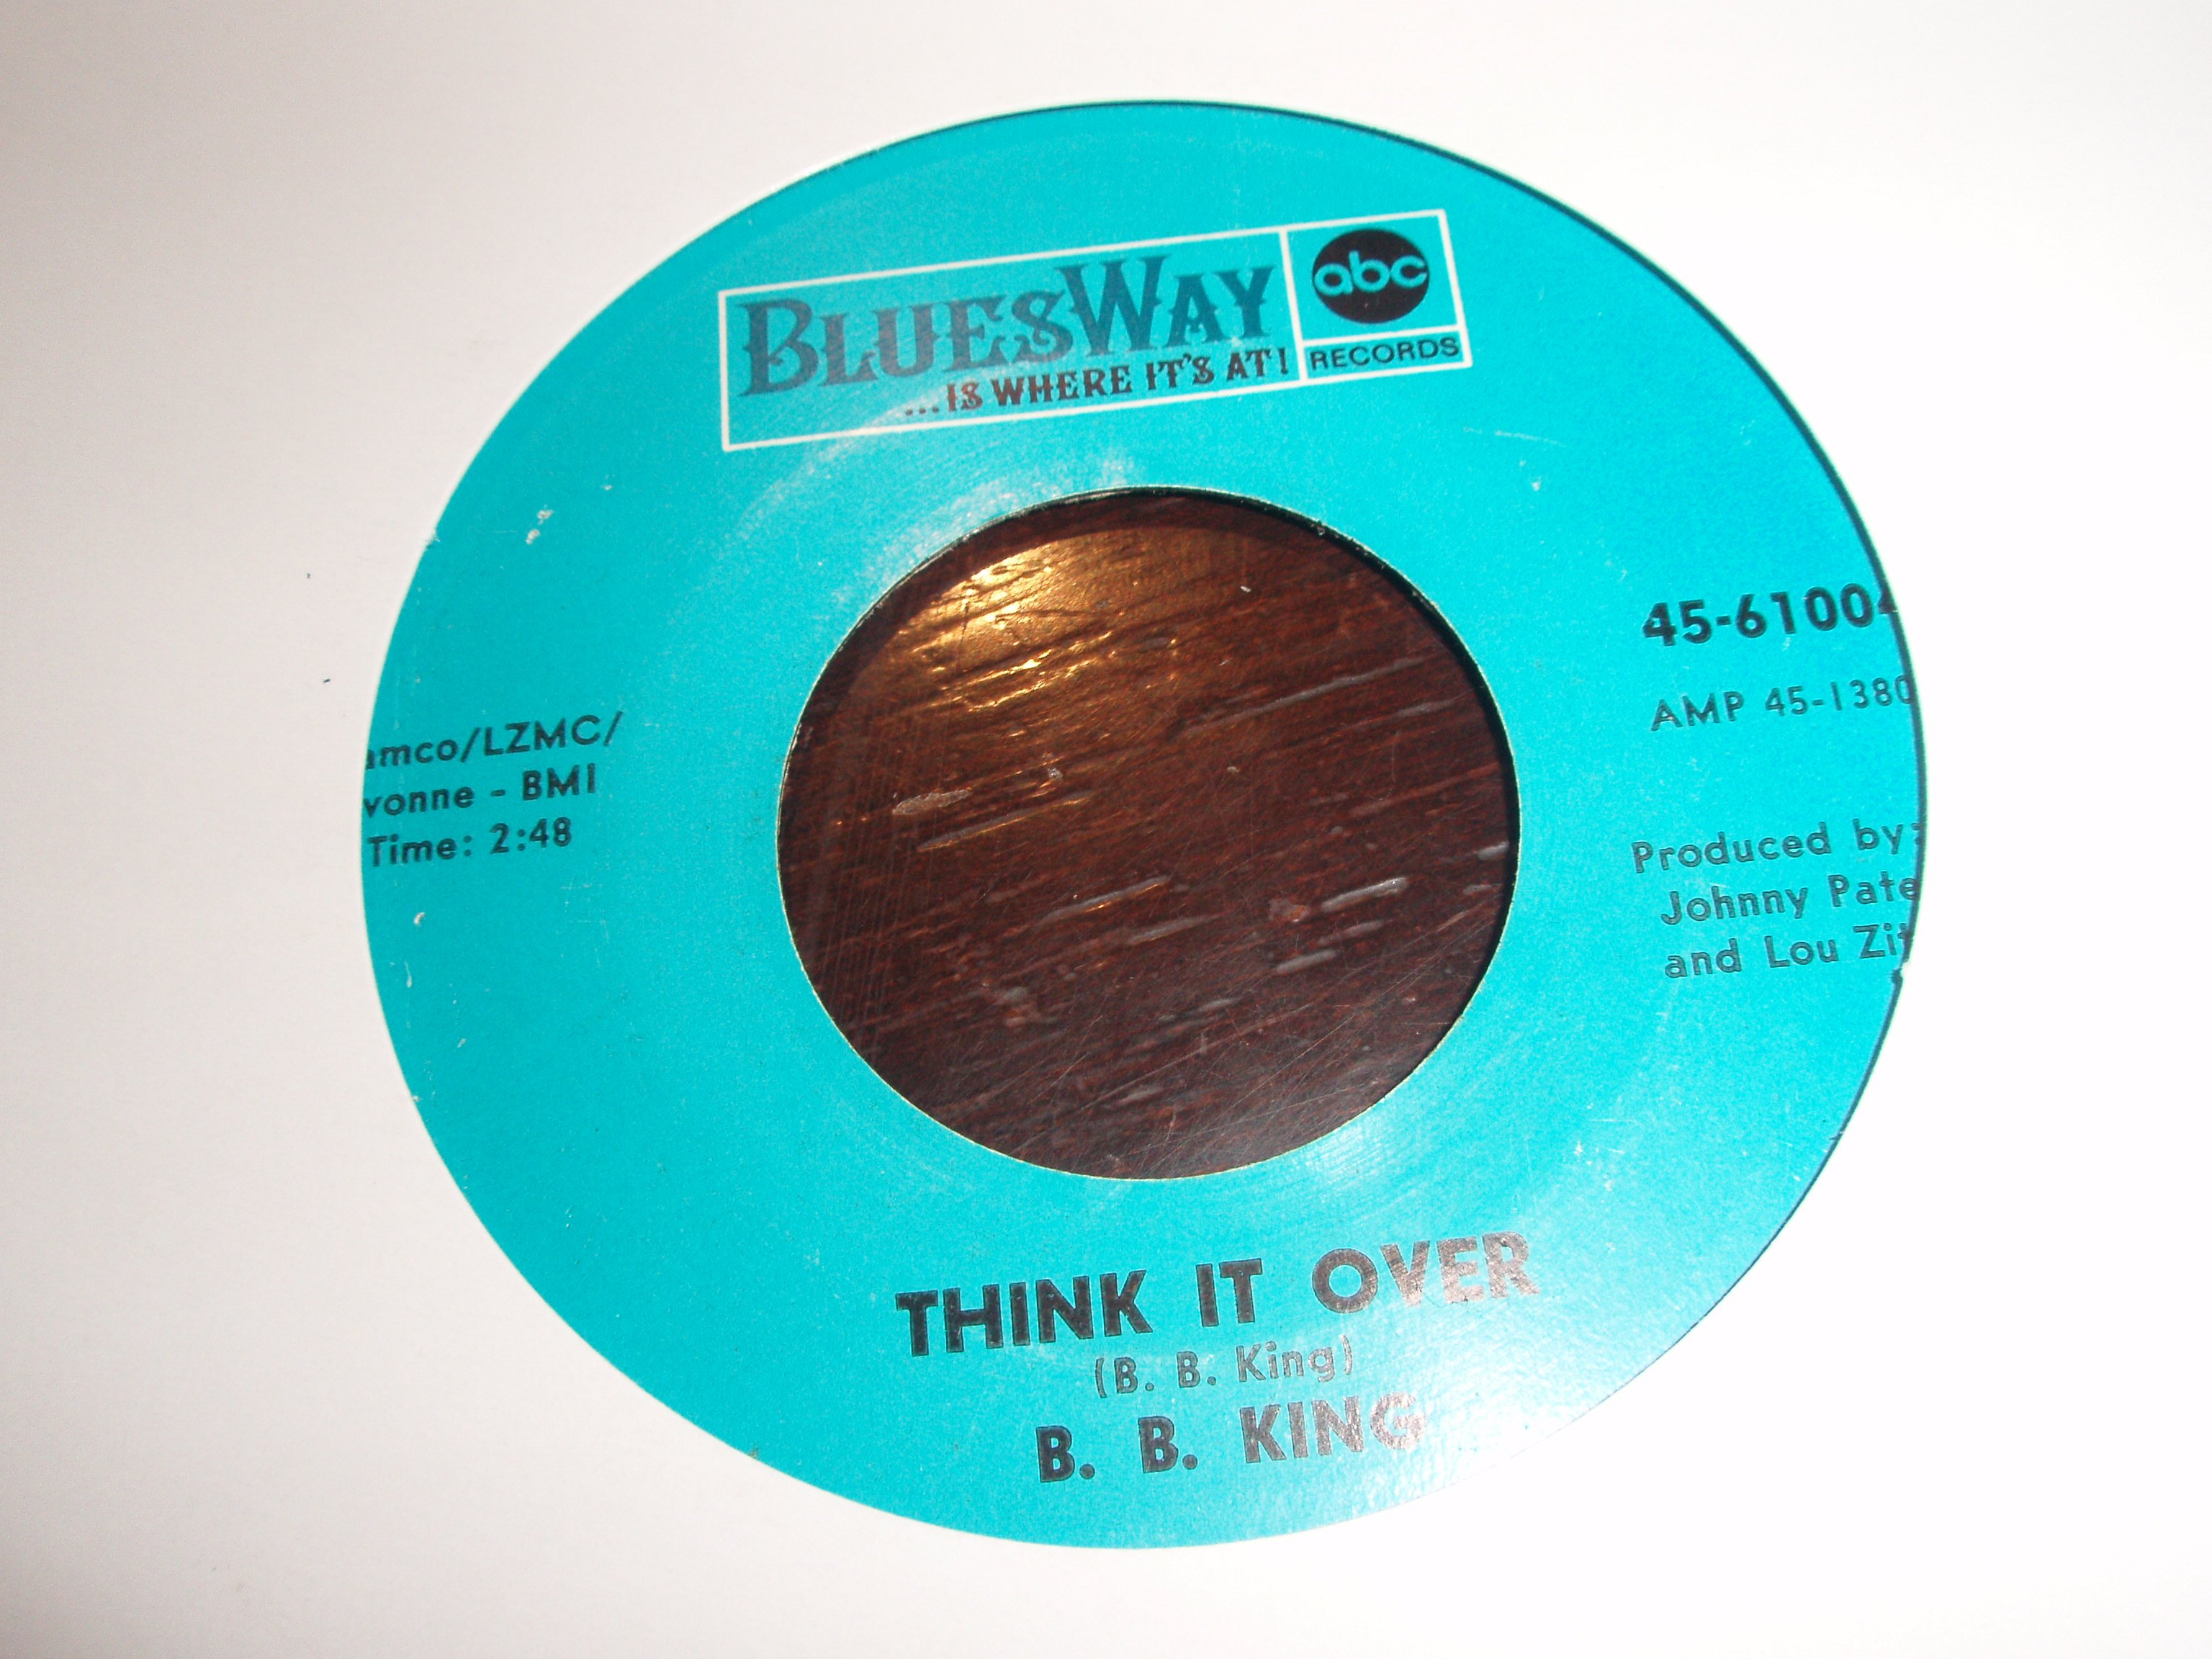 BLUESWAY
...IS WHERE IT'S AT!
abc
RECORDS
45-6100
AMP 45-1380
amco/LZMC/
vonne - BMI
Time: 2:48
Produced by:
Johnny Pate
and Lou Zit
THINK IT OVER
(B. B. King)
B. B. KING